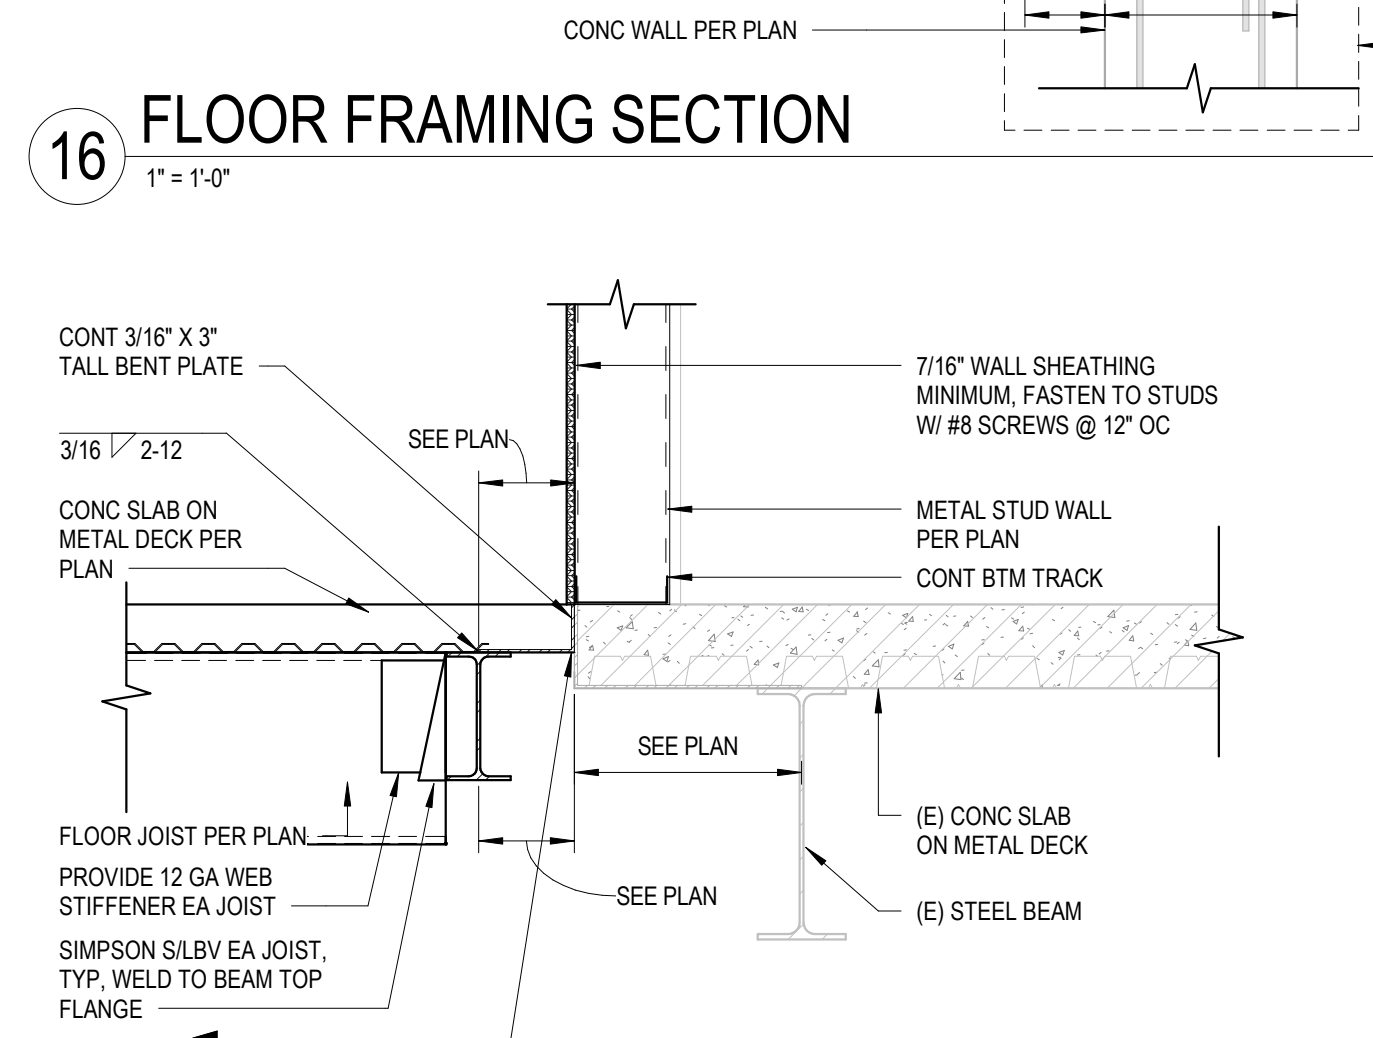 CONC WALL PER PLAN
16
FLOOR FRAMING SECTION
1" = 1'-0"
CONT 3/16" X 3"
TALL BENT PLATE
3/16
2-12
SEE PLAN
CONC SLAB ON
METAL DECK PER
PLAN
7/16" WALL SHEATHING
MINIMUM, FASTEN TO STUDS
W/ #8 SCREWS @ 12" OC
METAL STUD WALL
PER PLAN
CONT BTM TRACK
SEE PLAN
FLOOR JOIST PER PLAN
PROVIDE 12 GA WEB
STIFFENER EA JOIST
SEE PLAN
SIMPSON S/LBV EA JOIST,
TYP, WELD TO BEAM TOP
FLANGE
(E) CONC SLAB
ON METAL DECK
(E) STEEL BEAM